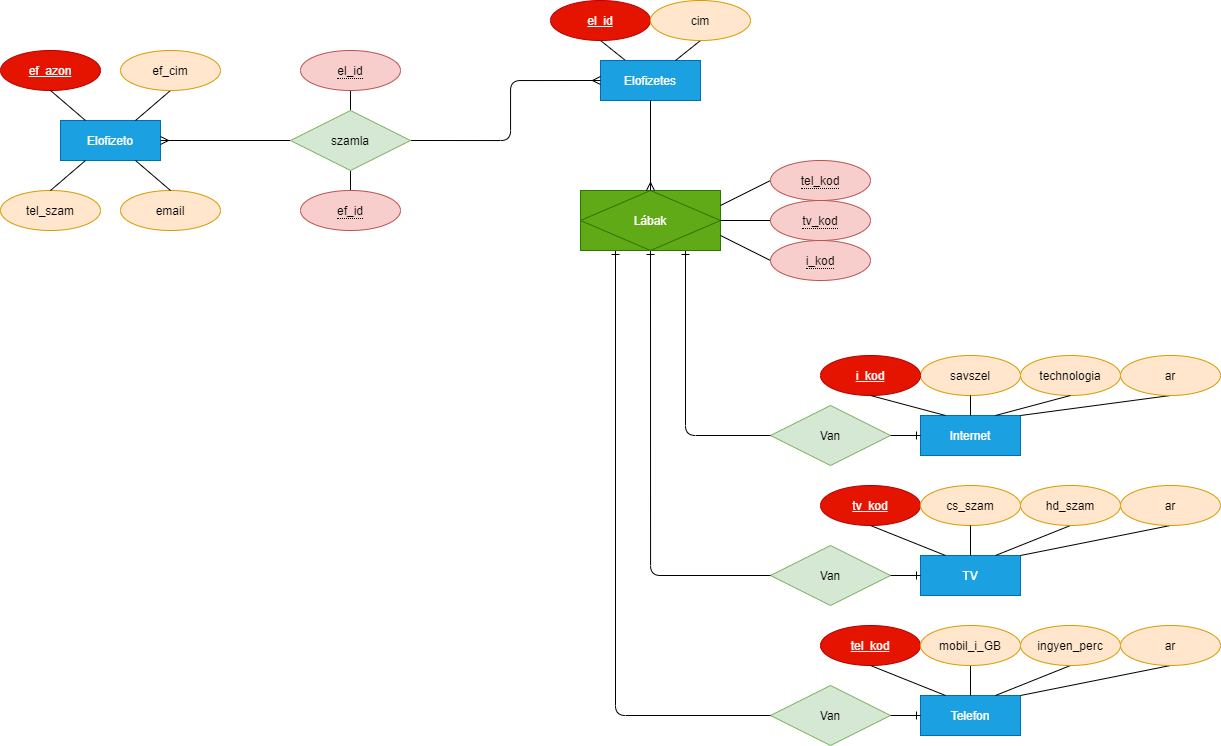 el_id
cim
ef_azon
ef_cim
el_id
Elofizetes
Elofizeto
szamla
tel_szam
email
ef_id
tel_kod
Lábak
tv_kod
i_kod
i_kod
savszel
technologia
ar
Van
Internet
tv_kod
cs_szam
hd_szam
ar
Van
TV
tel_kod
mobil_i_GB
ingyen_perc
ar
Van
Telefon